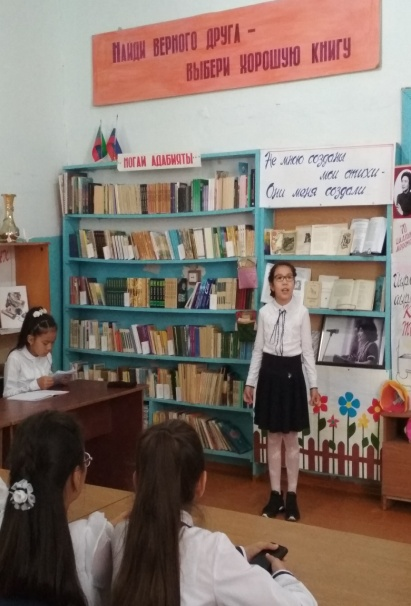 НАЙДИ ВЕРНОГО ДРУГА –
ВЫБЕРИ ХОРОШУЮ КНИГУ
НОГАЙ АДАБИЯТЫ
Не мною созданы
мои стихи –
Они меня создали